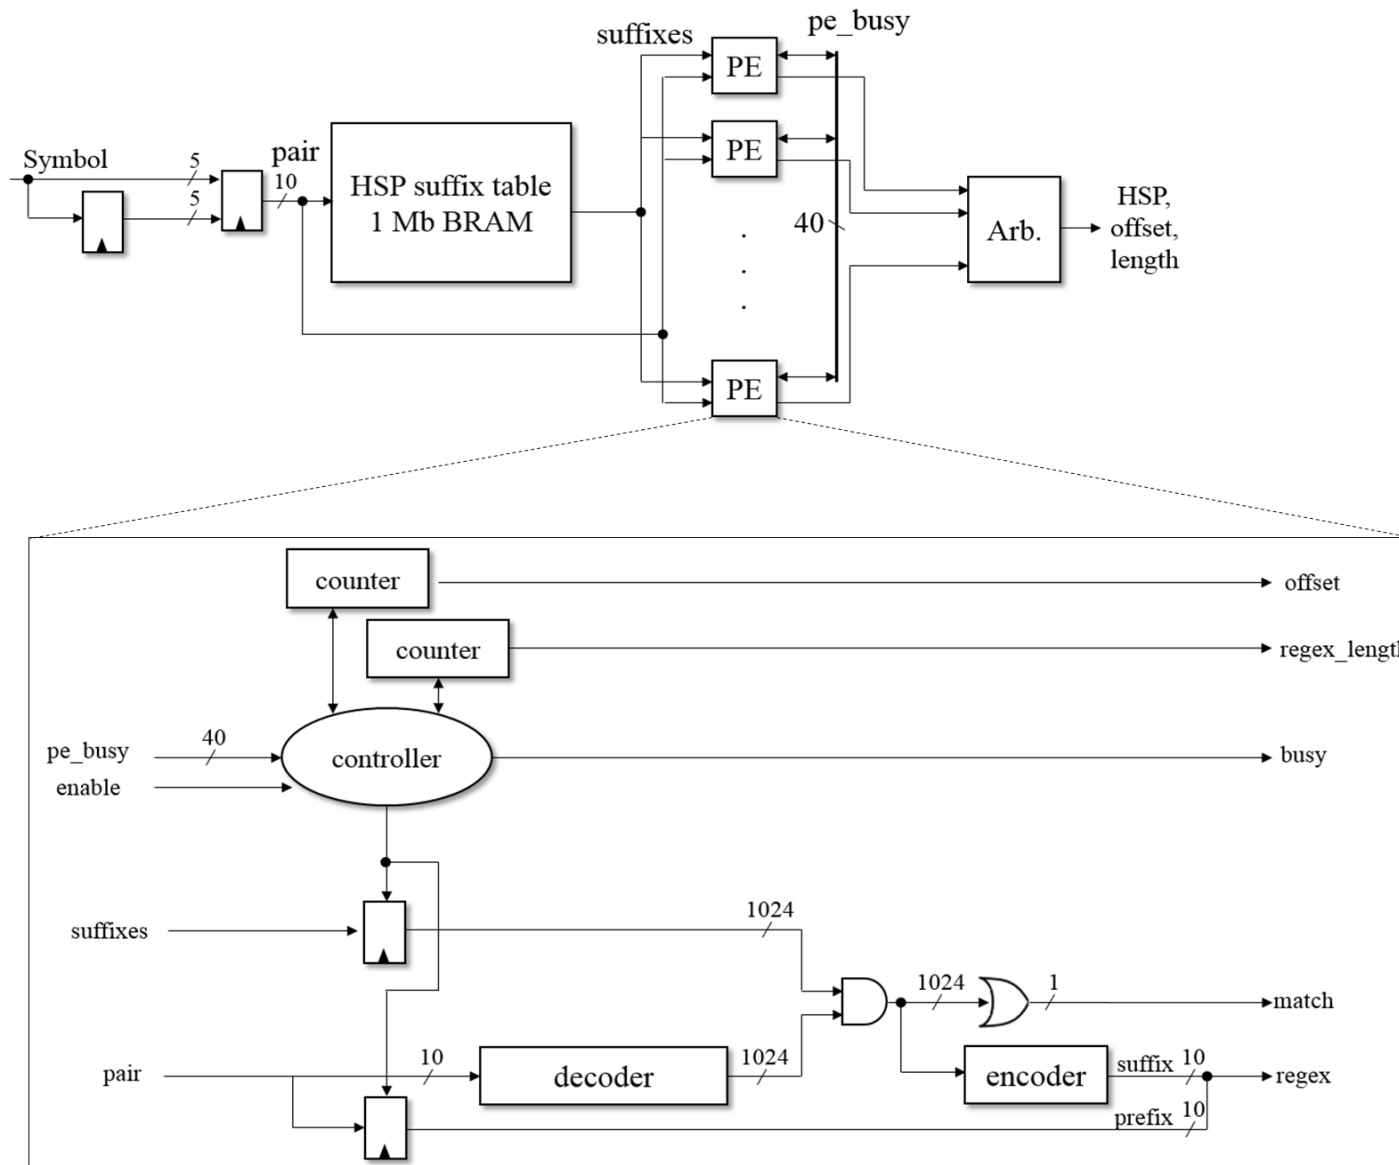 pe_busy
suffixes
PE
Symbol
5
pair
10
5
HSP suffix table
1 Mb BRAM
PE
40
Arb.
HSP,
offset,
length
PE
counter
offset
counter
regex_length
pe_busy
40
enable
controller
busy
suffixes
1024
1024
1
match
pair
10
decoder
1024
encoder
suffix
10
regex
prefix
10